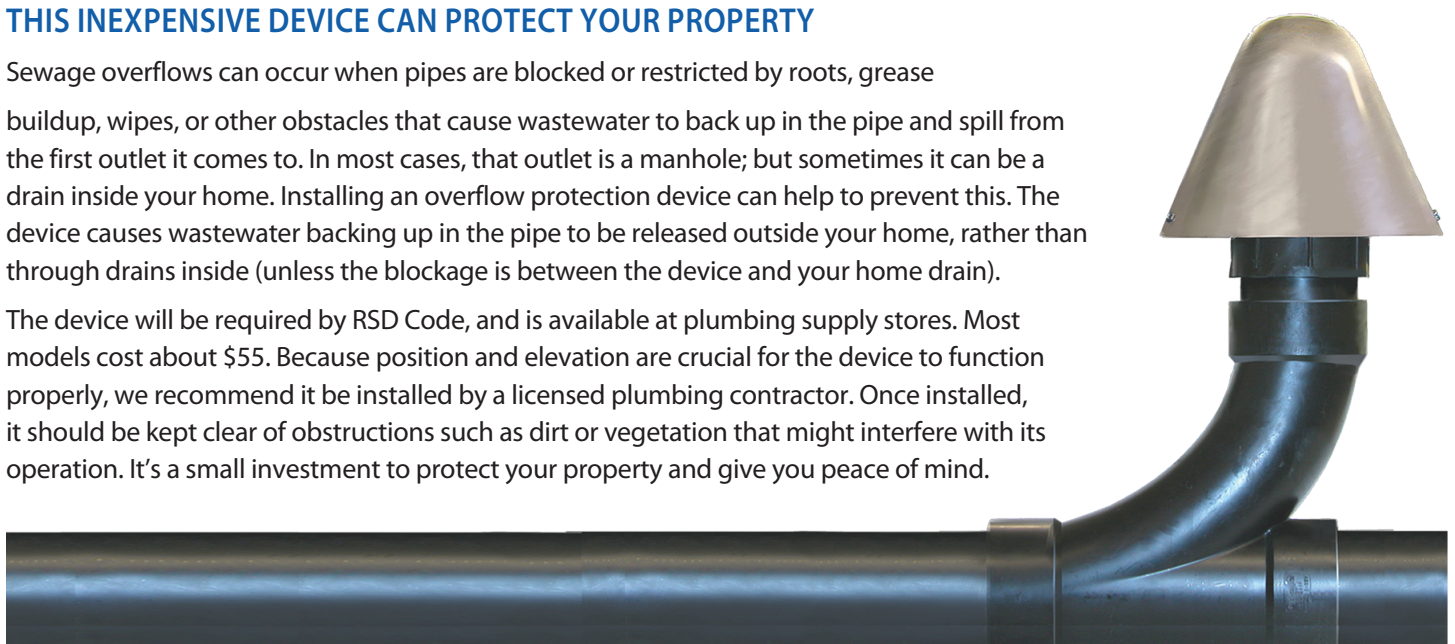 THIS INEXPENSIVE DEVICE CAN PROTECT YOUR PROPERTY
Sewage overflows can occur when pipes are blocked or restricted by roots, grease
buildup, wipes, or other obstacles that cause wastewater to back up in the pipe and spill from
the first outlet it comes to. In most cases, that outlet is a manhole; but sometimes it can be a
drain inside your home. Installing an overflow protection device can help to prevent this. The
device causes wastewater backing up in the pipe to be released outside your home, rather than
through drains inside (unless the blockage is between the device and your home drain).
The device will be required by RSD Code, and is available at plumbing supply stores. Most
models cost about $55. Because position and elevation are crucial for the device to function
properly, we recommend it be installed by a licensed plumbing contractor. Once installed,
it should be kept clear of obstructions such as dirt or vegetation that might interfere with its
operation. It’s a small investment to protect your property and give you peace of mind.